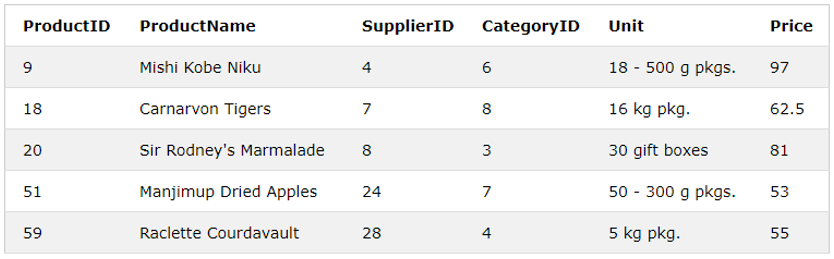 ProductID ProductName SupplierID CategoryID Unit Price
9 Mishi Kobe Niku 4 6 18 - 500 g pkgs. 97
18 Carnarvon Tigers 7 8 16 kg pkg. 62.5
20 Sir Rodney's Marmalade 8 3 30 gift boxes 81
51 Manjimup Dried Apples 24 7 50 - 300 g pkgs. 53
59 Raclette Courdavault 28 4 5 kg pkg. 55